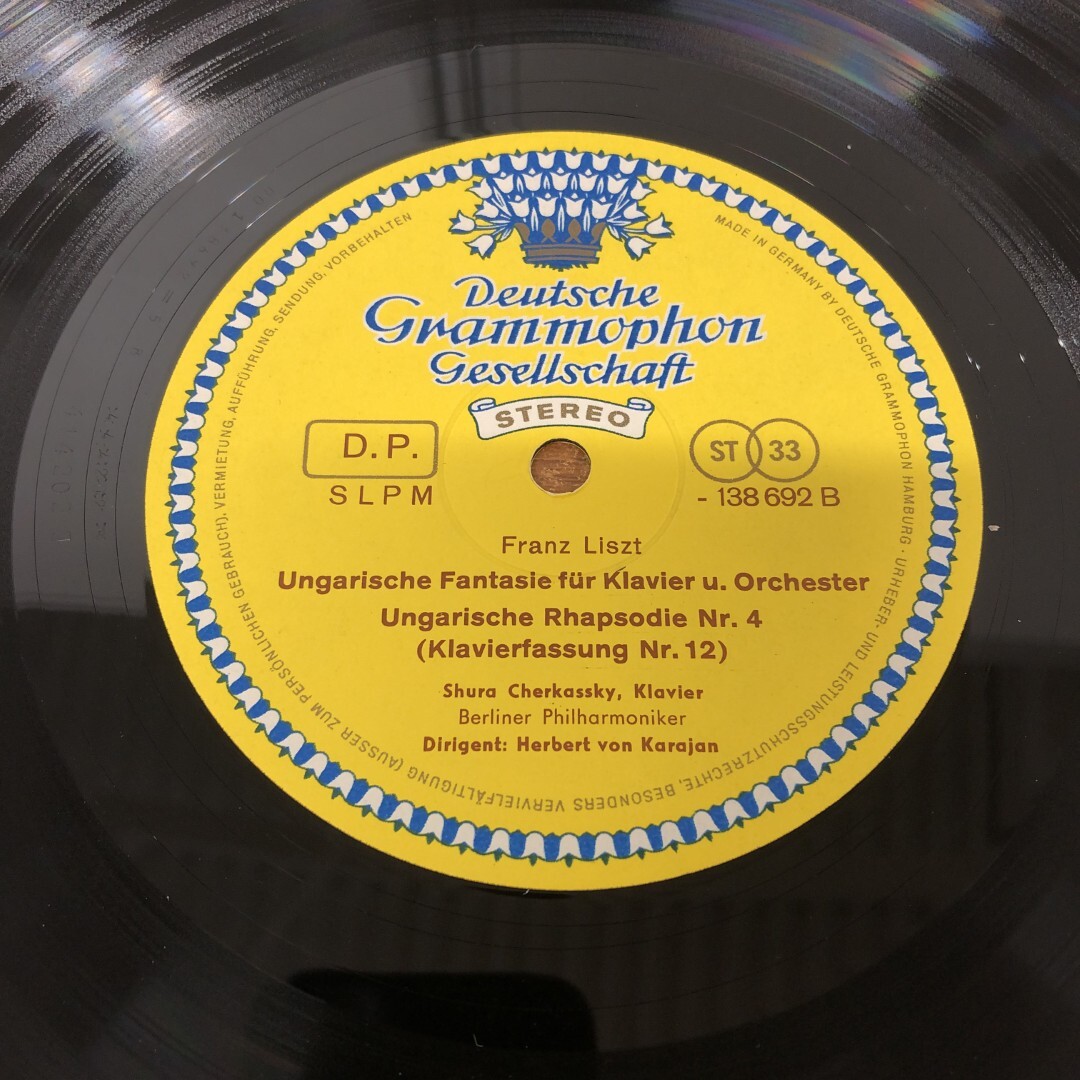 Deutsche
Grammophon
Gesellschaft
STEREO
D.P.
SLPM
ST 33
- 138 692 B
Franz Liszt
Ungarische Fantasie für Klavier u. Orchester
Ungarische Rhapsodie Nr. 4
(Klavierfassung Nr. 12)
Shura Cherkassky, Klavier
Berliner Philharmoniker
Dirigent: Herbert von Karajan
MADE IN GERMANY BY DEUTSCHE GRAMMOPHON HAMBURG · URHEBER- UND LEISTUNGSSCHUTZRECHTE, BESONDERS VERVIELFÄLTIGUNG (AUSSER ZUM PERSÖNLICHEN GEBRAUCH), VERMIETUNG, AUFFÜHRUNG, SENDUNG, VORBEHALTEN